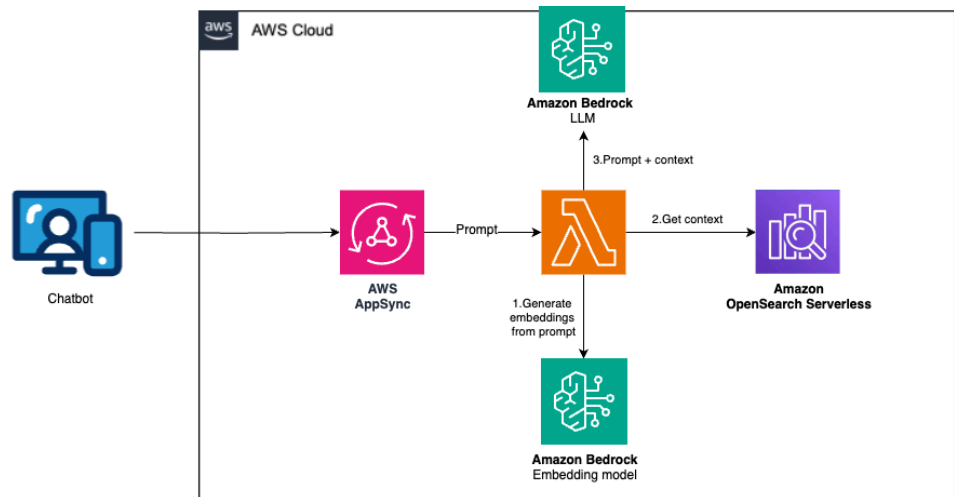 aws
AWS Cloud
Amazon Bedrock
LLM
3.Prompt + context
Prompt
2.Get context
Chatbot
AWS
AppSync
Amazon
OpenSearch Serverless
1.Generate
embeddings
from prompt
Amazon Bedrock
Embedding model